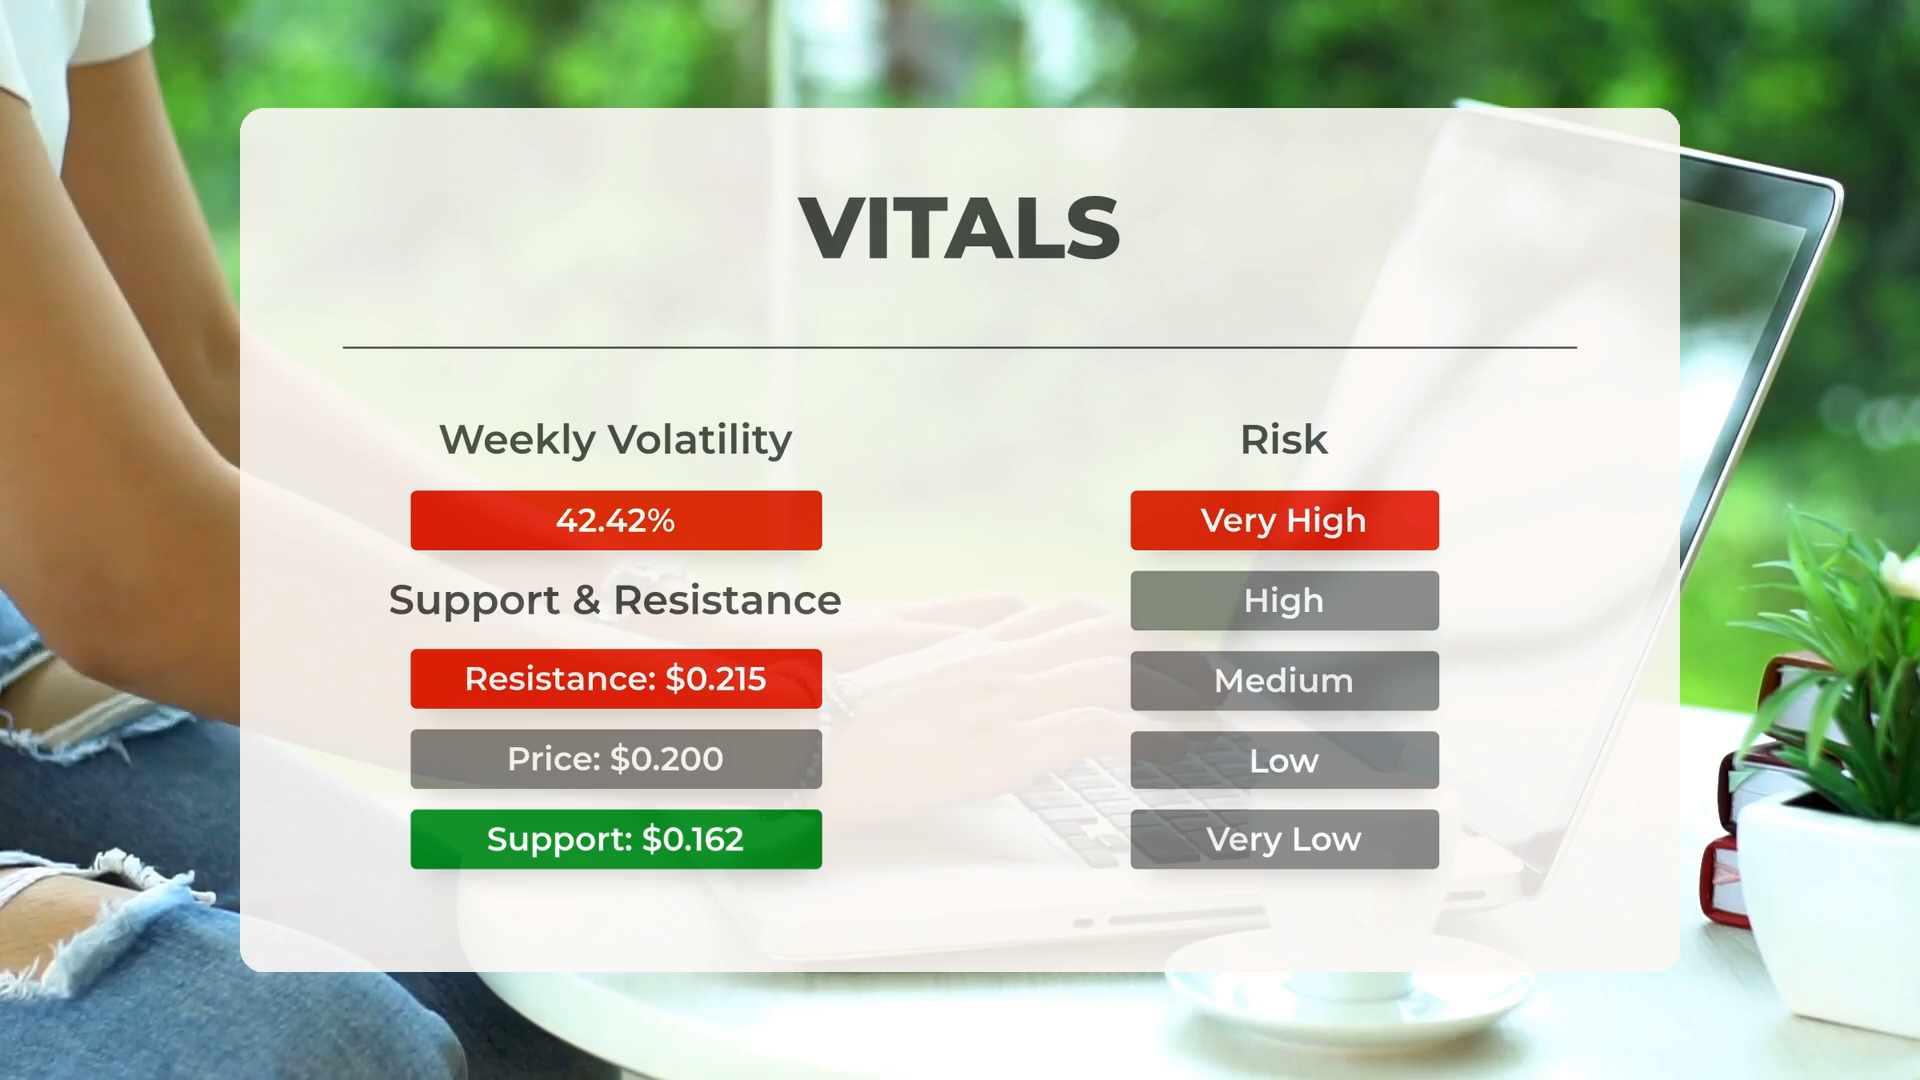 VITALS
Weekly Volatility
42.42%
Support & Resistance
Resistance: $0.215
Price: $0.200
Support: $0.162
Risk
Very High
High
Medium
Low
Very Low